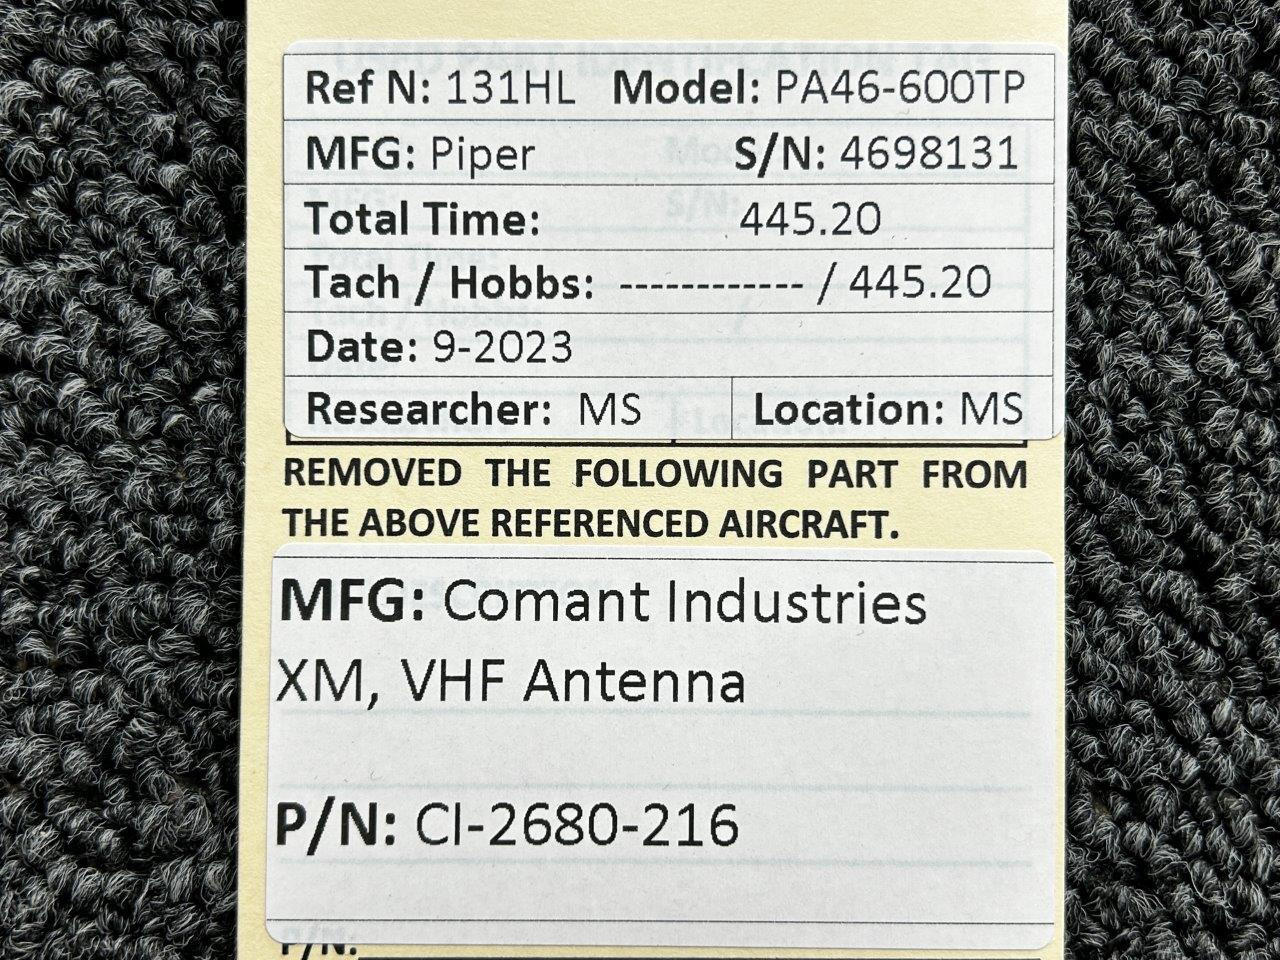 Ref N: 131HL Model: PA46-600TP
MFG: Piper S/N: 4698131
Total Time: 445.20
Tach / Hobbs: ------------ / 445.20
Date: 9-2023
Researcher: MS Location: MS
REMOVED THE FOLLOWING PART FROM
THE ABOVE REFERENCED AIRCRAFT.
MFG: Comant Industries
XM, VHF Antenna
P/N: CI-2680-216
P/N: